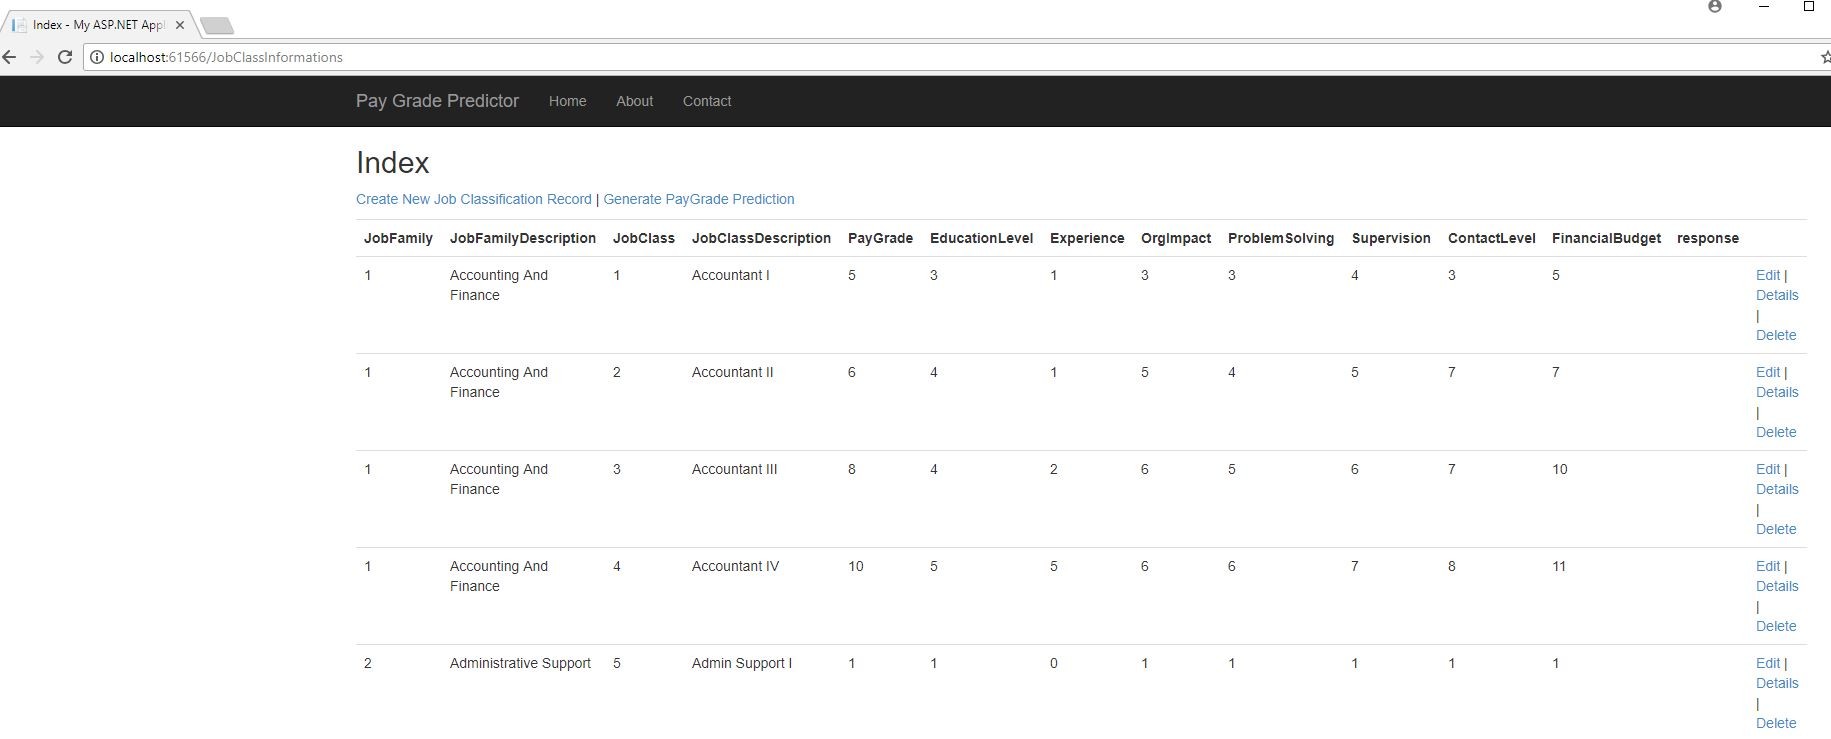 Index - My ASP.NET Appl
localhost:61566/JobClassInformations
Pay Grade Predictor Home About Contact
Index
Create New Job Classification Record | Generate PayGrade Prediction
JobFamily JobFamilyDescription JobClass JobClassDescription PayGrade EducationLevel Experience OrgImpact ProblemSolving Supervision ContactLevel FinancialBudget response
1 Accounting And 1 Accountant I 5 3 1 3 3 4 3 5 Edit |
Finance Details
|
Delete
1 Accounting And 2 Accountant II 6 4 1 5 4 5 7 7 Edit |
Finance Details
|
Delete
1 Accounting And 3 Accountant III 8 4 2 6 5 6 7 10 Edit |
Finance Details
|
Delete
1 Accounting And 4 Accountant IV 10 5 5 6 6 7 8 11 Edit |
Finance Details
|
Delete
2 Administrative Support 5 Admin Support I 1 1 0 1 1 1 1 1 Edit |
Details
|
Delete